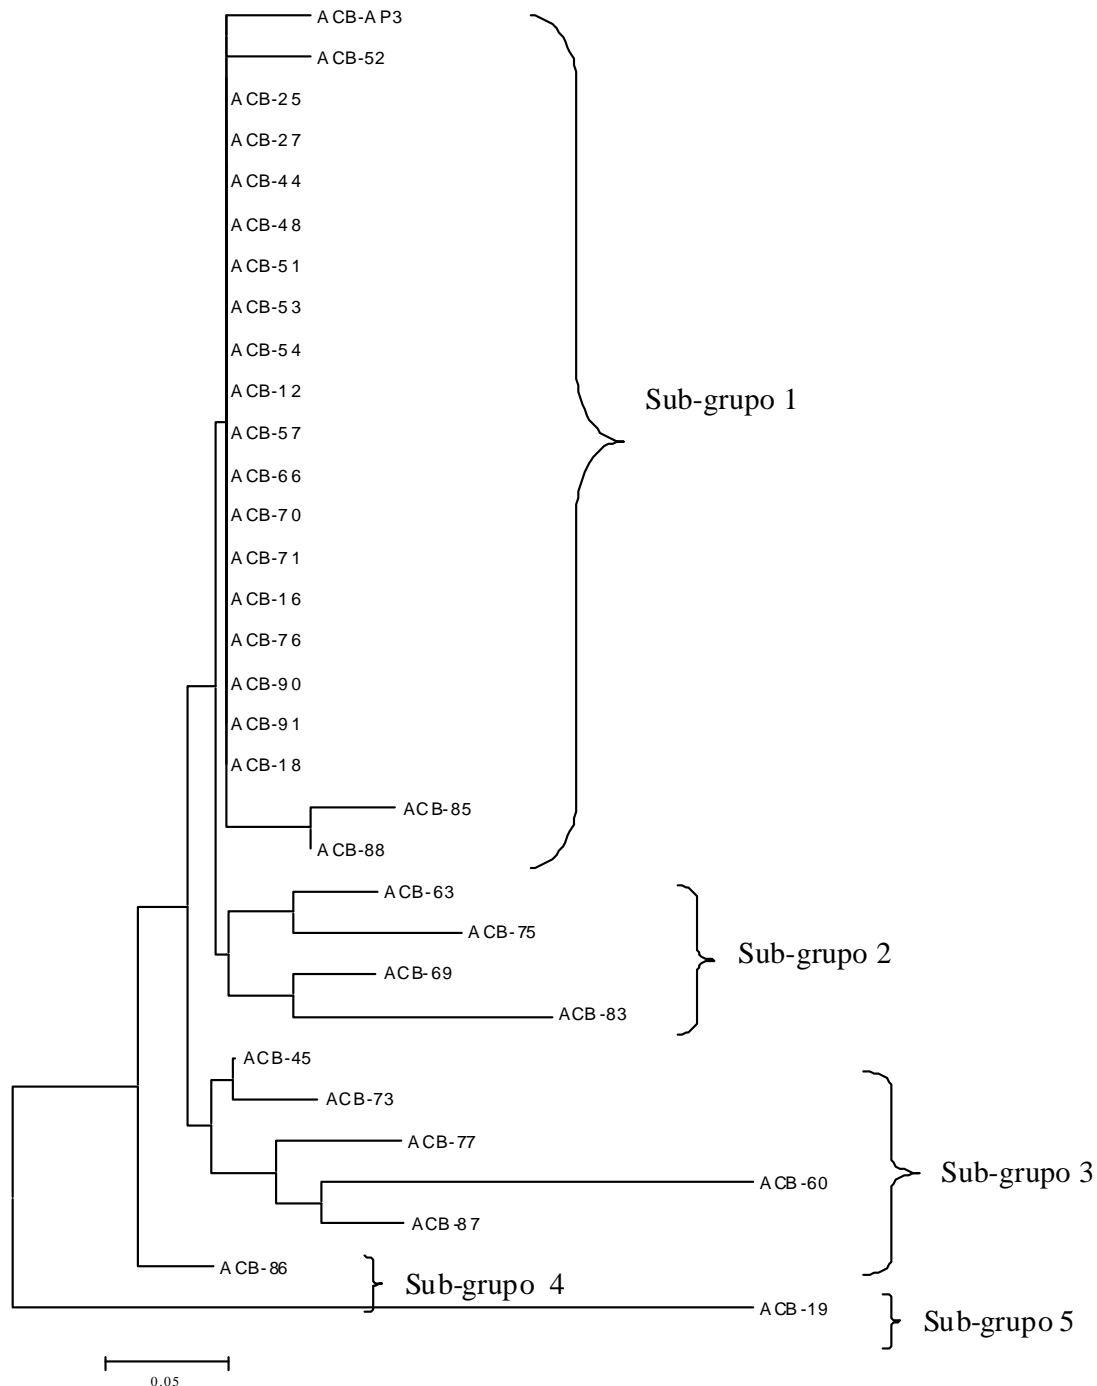 ACB-AP3
ACB-52
ACB-25
ACB-27
ACB-44
ACB-48
ACB-51
ACB-53
ACB-54
ACB-12
Sub-grupo 1
ACB-57
ACB-66
ACB-70
ACB-71
ACB-16
ACB-76
ACB-90
ACB-91
ACB-18
ACB-85
ACB-88
ACB-63
ACB-75
Sub-grupo 2
ACB-69
ACB-83
ACB-45
ACB-73
ACB-77
Sub-grupo 3
ACB-60
ACB-87
ACB-86
Sub-grupo 4
ACB-19
Sub-grupo 5
0.05